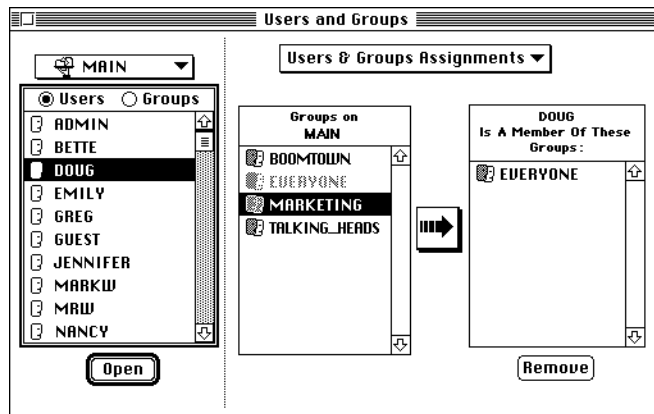 Users and Groups
MAIN
Users & Groups Assignments
Users Groups
ADMIN
BETTE
DOUG
EMILY
GREG
GUEST
JENNIFER
MARKW
MRW
NANCY
Open
Groups on
MAIN
BOOMTOWN
EVERYONE
MARKETING
TALKING_HEADS
DOUG
Is A Member Of These
Groups:
EVERYONE
Remove